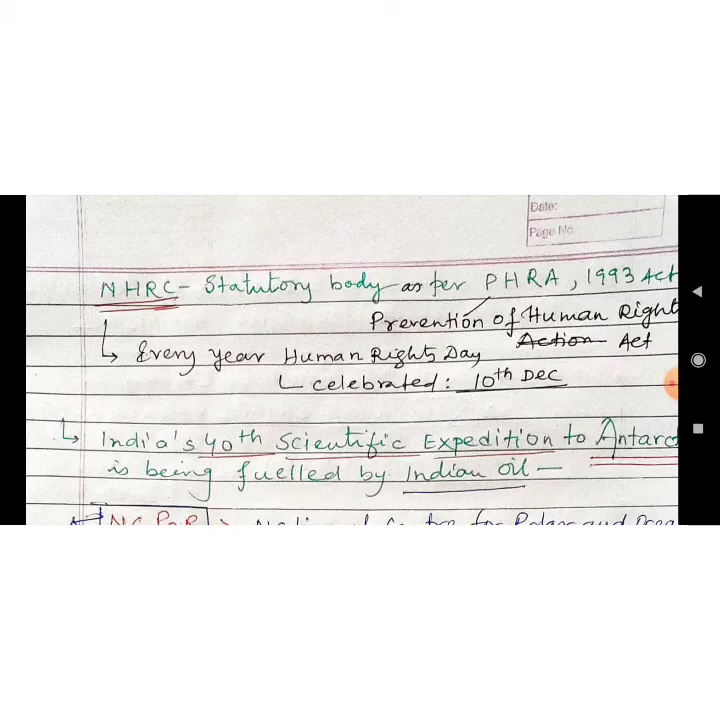 Date:
Page No.
NHRC - Statutory body as per PHRA, 1993 Act
Prevention of Human Right
Action Act
Every year Human Rights Day
celebrated: 10th Dec
India's 40th Scientific Expedition to Antarc
is being fuelled by Indian oil -